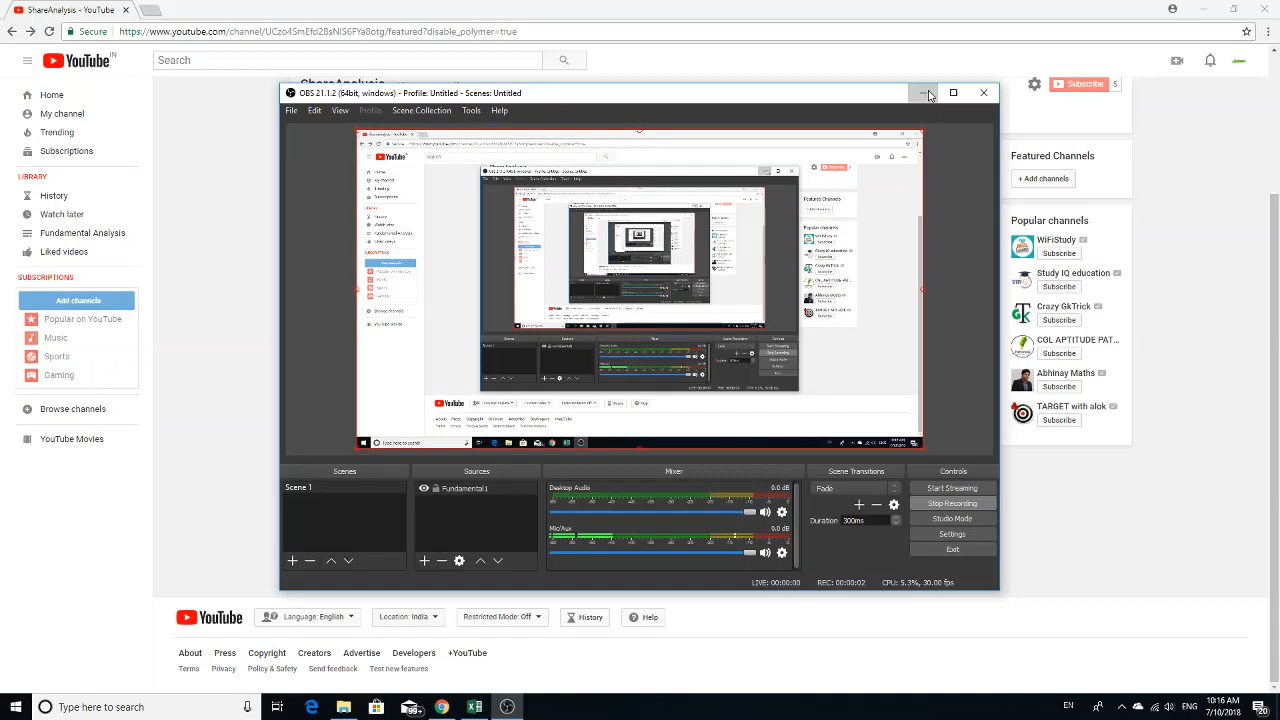 ShareAnalysis - YouTube
Secure https://www.youtube.com/channel/UCzo4SmEfd2BsNIS6FYa8otg/featured?disable_polymer=true
YouTube IN
Search
Home
My channel
Trending
Subscriptions
LIBRARY
History
Watch later
Fundamental Analysis
Liked videos
SUBSCRIPTIONS
Add channels
Popular on YouTube
Music
Sports
Browse channels
YouTube Movies
ShareAnalysis
OBS 21.1.2 (64bit, windows) - Profile: Untitled - Scenes: Untitled
File Edit View Profile Scene Collection Tools Help
Scenes
Scene 1
Sources
Fundamental1
Mixer
Desktop Audio 0.0 dB
Mic/Aux 0.0 dB
Scene Transitions
Fade
Duration 300ms
Controls
Start Streaming
Stop Recording
Studio Mode
Settings
Exit
LIVE: 00:00:00 REC: 00:00:02 CPU: 5.3%, 30.00 fps
Subscribe 5
Featured Channels
+ Add channels
Popular channels
WiFiStudy
Subscribe
Study IQ education
Subscribe
Crazy GkTrick
Subscribe
CGL APTITUDE PAT...
Subscribe
Abhinay Maths
Subscribe
TARGET with alok
Subscribe
YouTube Language: English Location: India Restricted Mode: Off History Help
About Press Copyright Creators Advertise Developers +YouTube
Terms Privacy Policy & Safety Send feedback Test new features
Type here to search
99+
EN
10:16 AM
7/10/2018
20